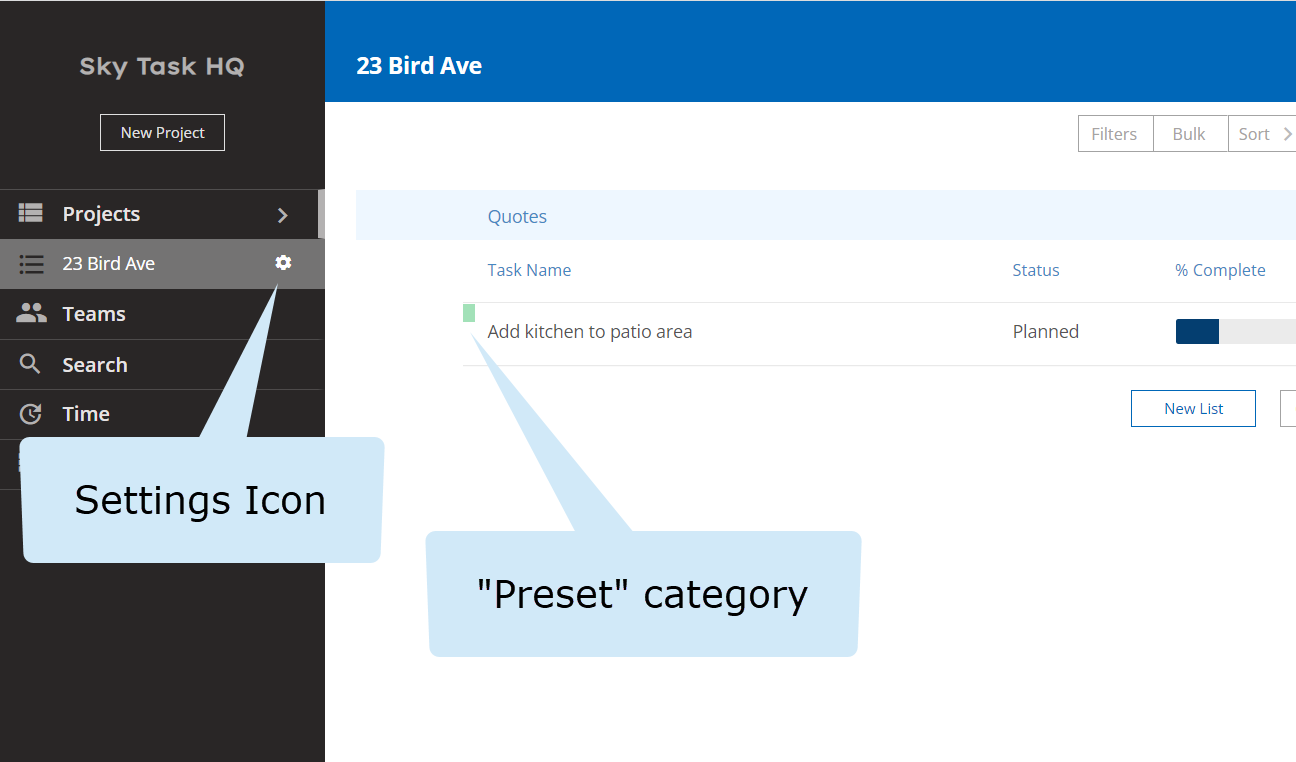 Sky Task HQ
New Project
Projects
23 Bird Ave
Teams
Search
Time
Settings Icon
23 Bird Ave
Filters Bulk Sort
Quotes
Task Name Status % Complete
Add kitchen to patio area Planned
New List
"Preset" category